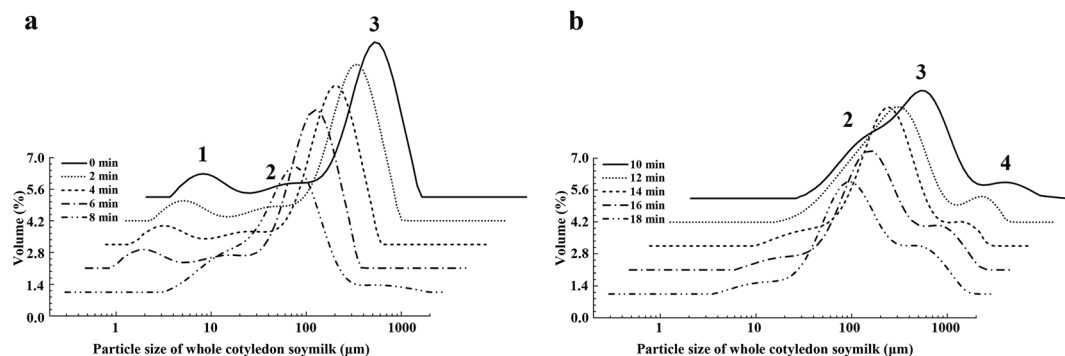 a
3
1
2
0 min
2 min
4 min
6 min
8 min
Volume (%)
7.0
5.6
4.2
2.8
1.4
0.0
1 10 100 1000
Particle size of whole cotyledon soymilk (μm)
b
3
2
4
10 min
12 min
14 min
16 min
18 min
Volume (%)
7.0
5.6
4.2
2.8
1.4
0.0
1 10 100 1000
Particle size of whole cotyledon soymilk (μm)